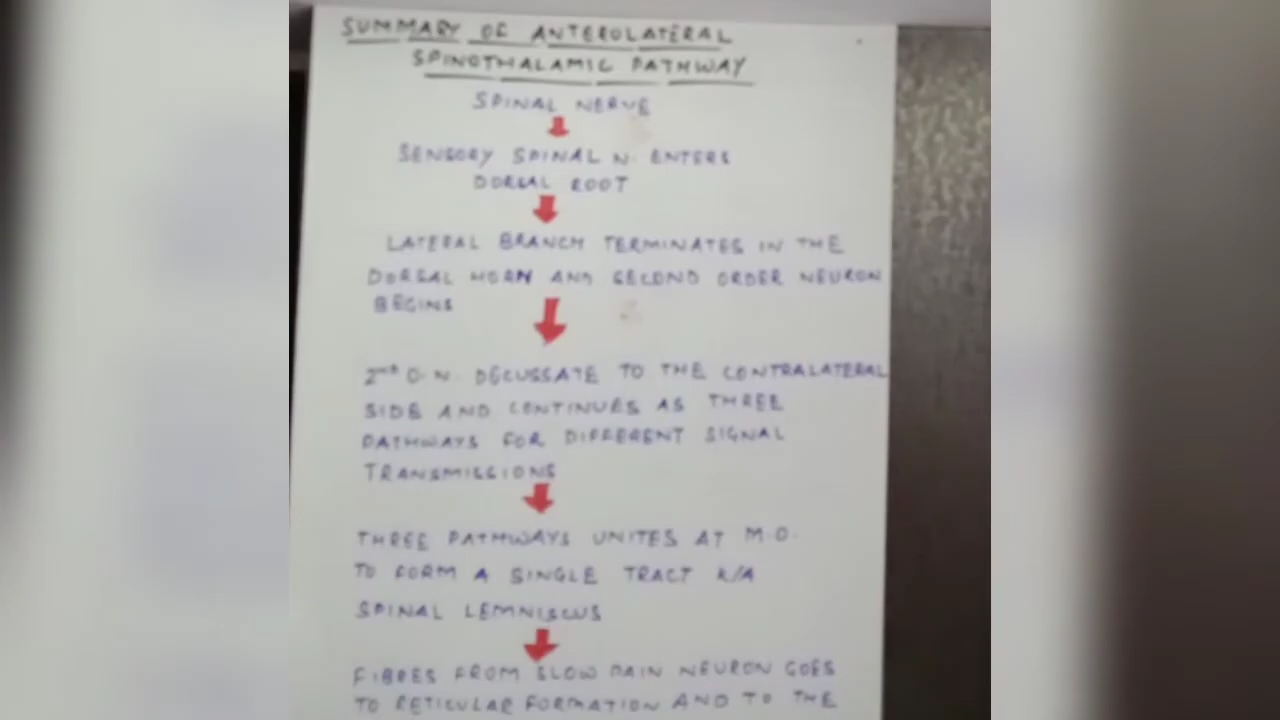 SUMMARY OF ANTEROLATERAL
SPINOTHALAMIC PATHWAY
SPINAL NERVE
SENSORY SPINAL N. ENTERS
DORSAL ROOT
LATERAL BRANCH TERMINATES IN THE
DORSAL HORN AND SECOND ORDER NEURON
BEGINS
2ND O.N. DECUSSATE TO THE CONTRALATERAL
SIDE AND CONTINUES AS THREE
PATHWAYS FOR DIFFERENT SIGNAL
TRANSMISSIONS
THREE PATHWAYS UNITES AT M.O.
TO FORM A SINGLE TRACT K/A
SPINAL LEMNISCUS
FIBRES FROM SLOW PAIN NEURON GOES
TO RETICULAR FORMATION AND TO THE